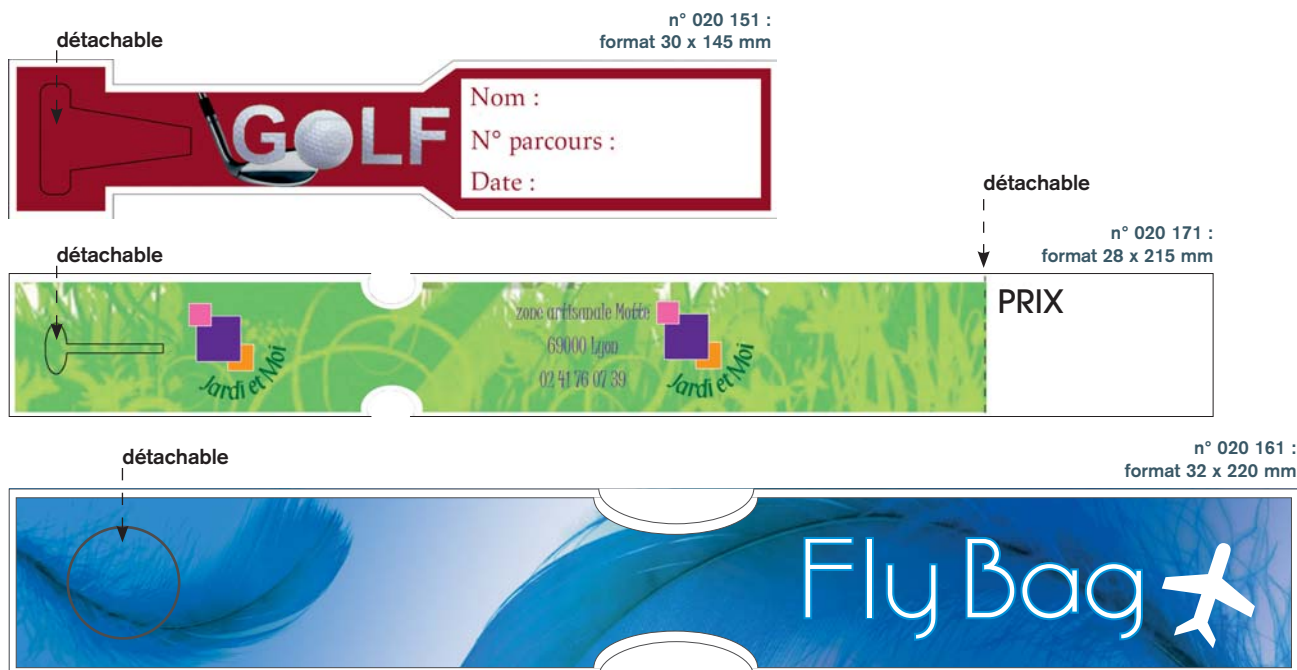 n° 020 151 :
format 30 x 145 mm
détachable
GOLF
Nom :
N° parcours :
Date :
détachable
n° 020 171 :
format 28 x 215 mm
détachable
Jardi et Moi
zone artisanale Motte
69000 Lyon
02 41 76 07 39
Jardi et Moi
PRIX
n° 020 161 :
format 32 x 220 mm
détachable
Fly Bag